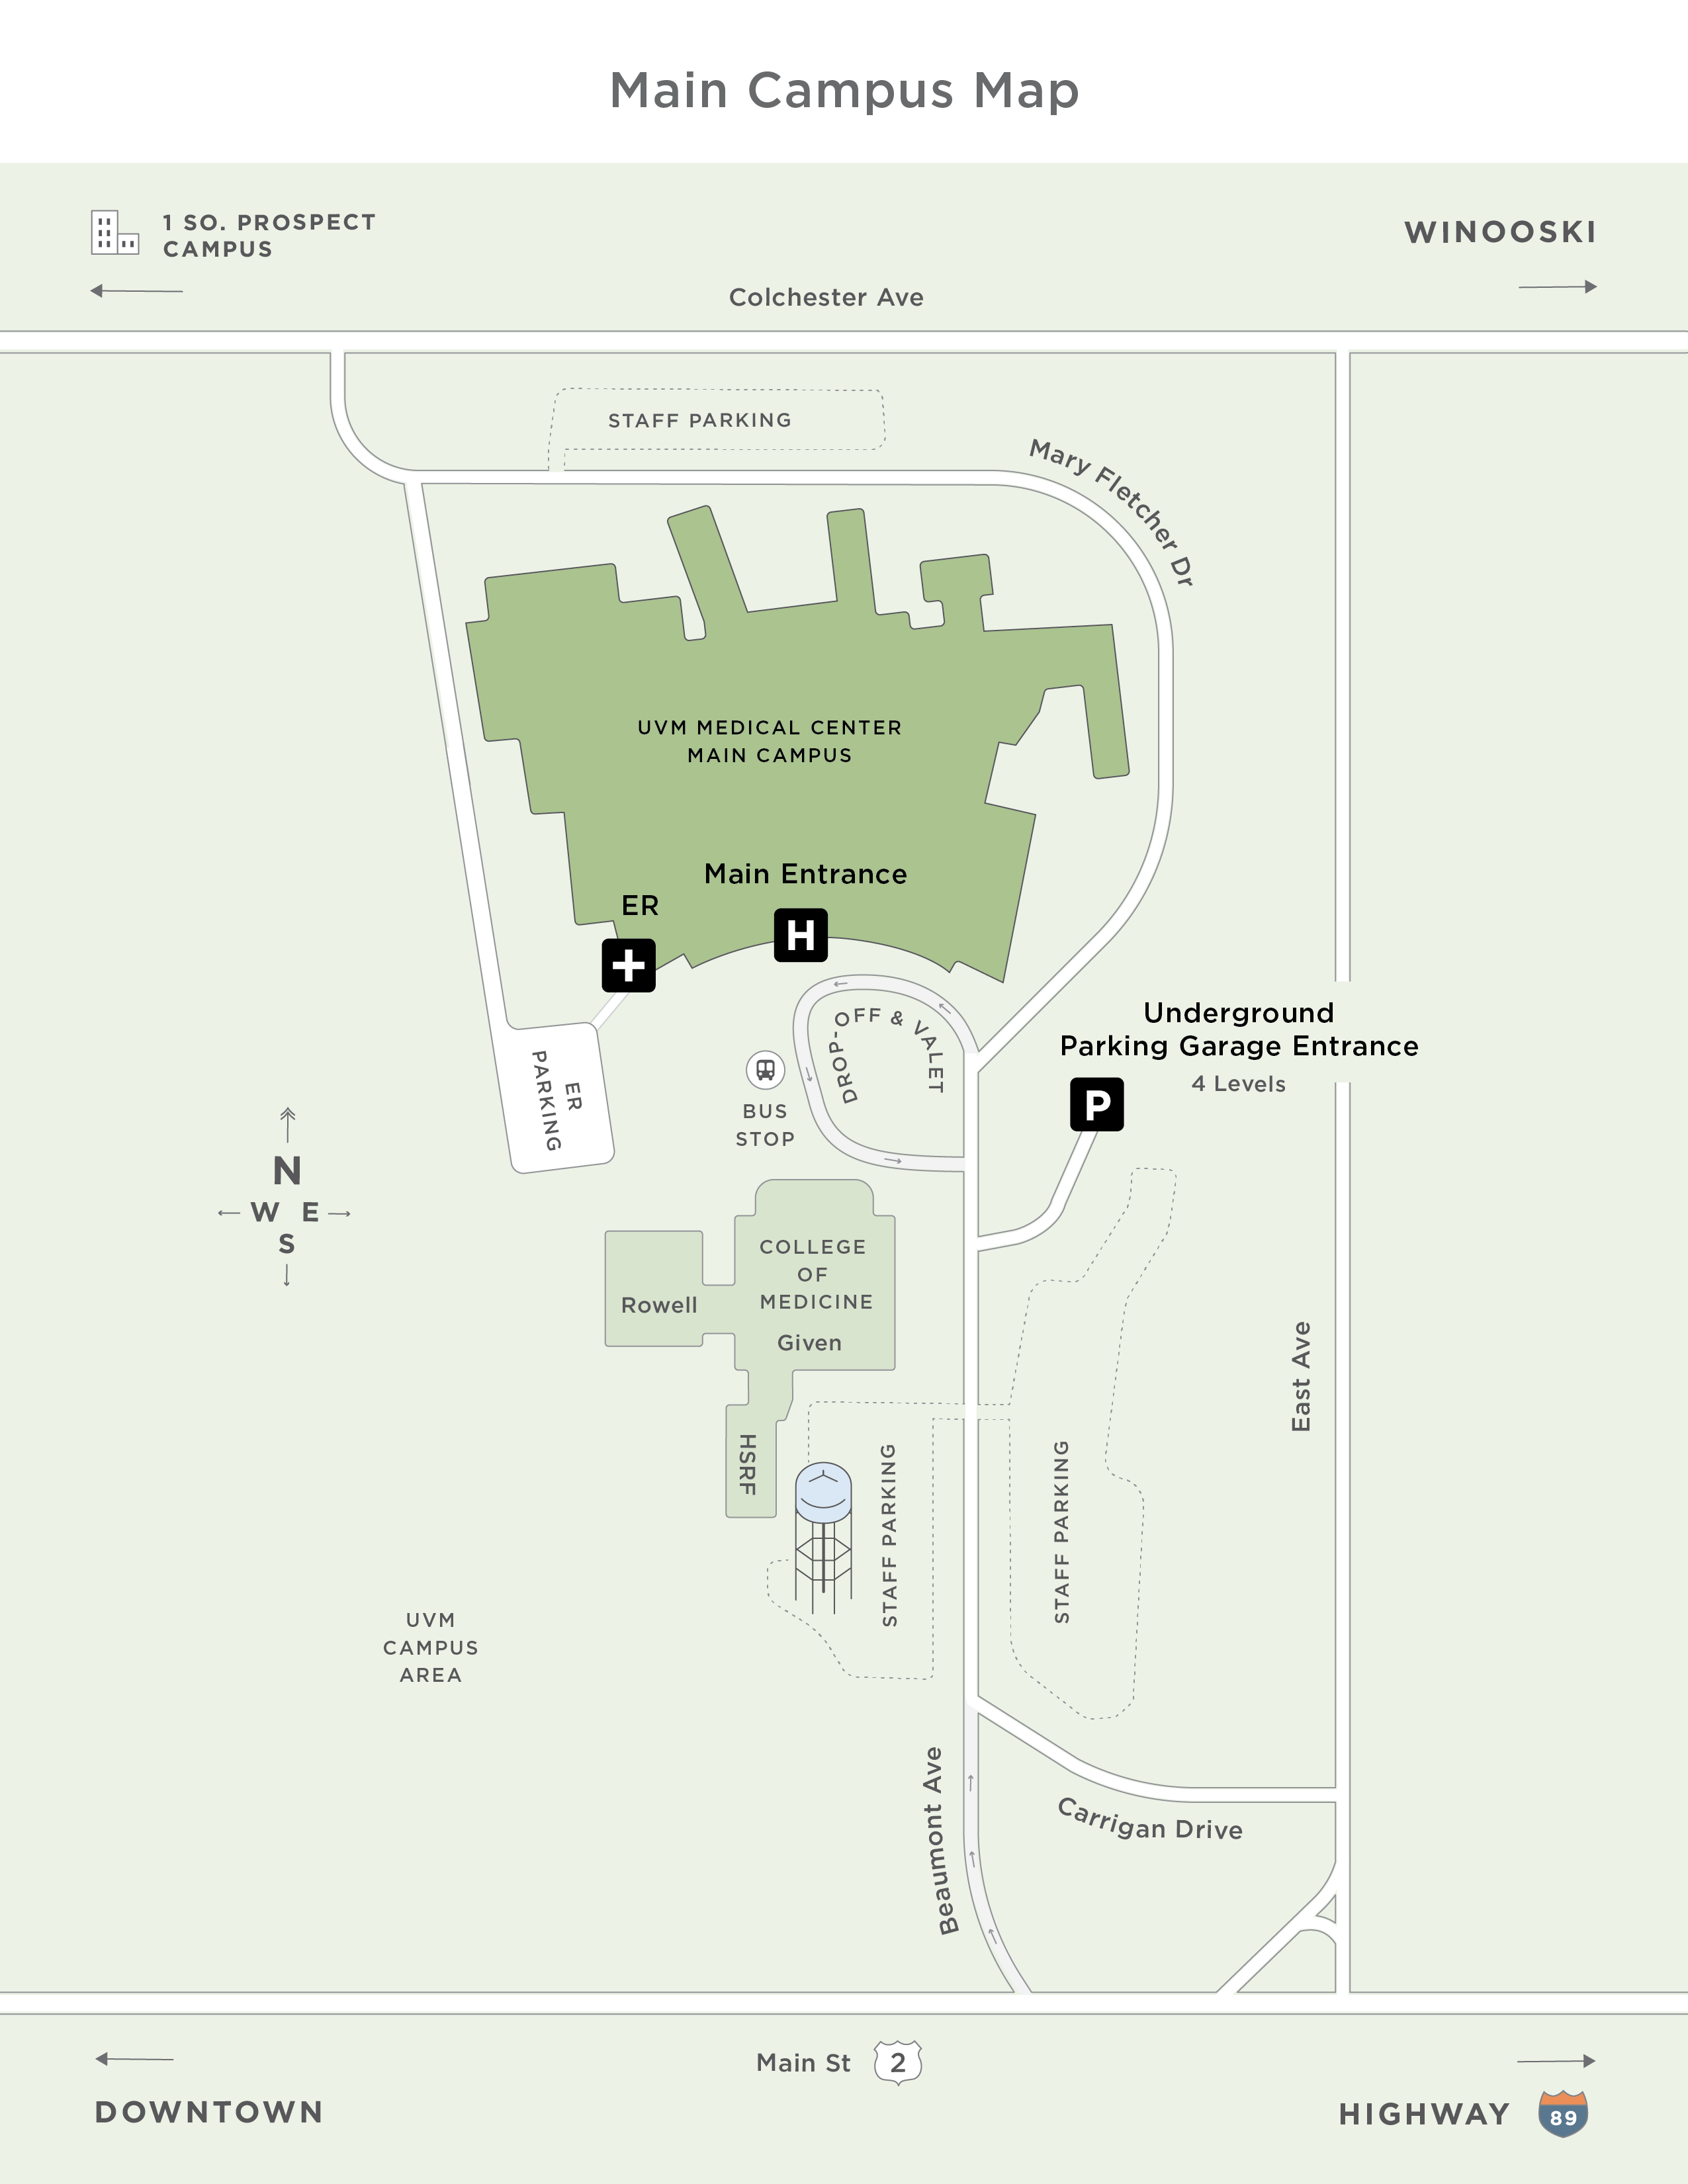 Main Campus Map
1 SO. PROSPECT
CAMPUS
WINOOSKI
Colchester Ave
STAFF PARKING
Mary Fletcher Dr
UVM MEDICAL CENTER
MAIN CAMPUS
Main Entrance
H
ER
Underground
Parking Garage Entrance
4 Levels
P
DROP-OFF & VALET
ER
PARKING
BUS
STOP
N
W E
S
COLLEGE
OF
MEDICINE
Rowell
Given
HSRF
STAFF PARKING
STAFF PARKING
East Ave
UVM
CAMPUS
AREA
Beaumont Ave
Carrigan Drive
Main St 2
DOWNTOWN
HIGHWAY 89